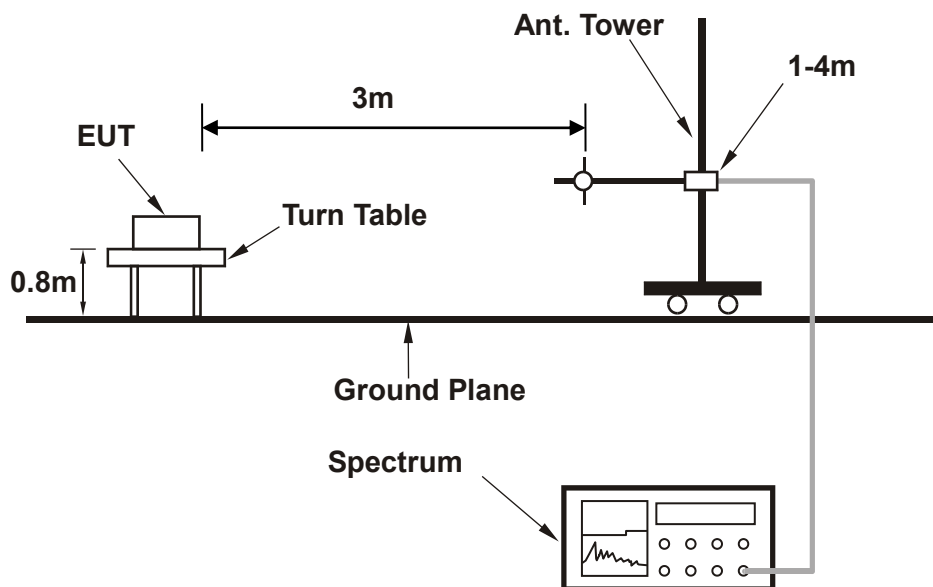 Ant. Tower
1-4m
3m
EUT
Turn Table
0.8m
Ground Plane
Spectrum